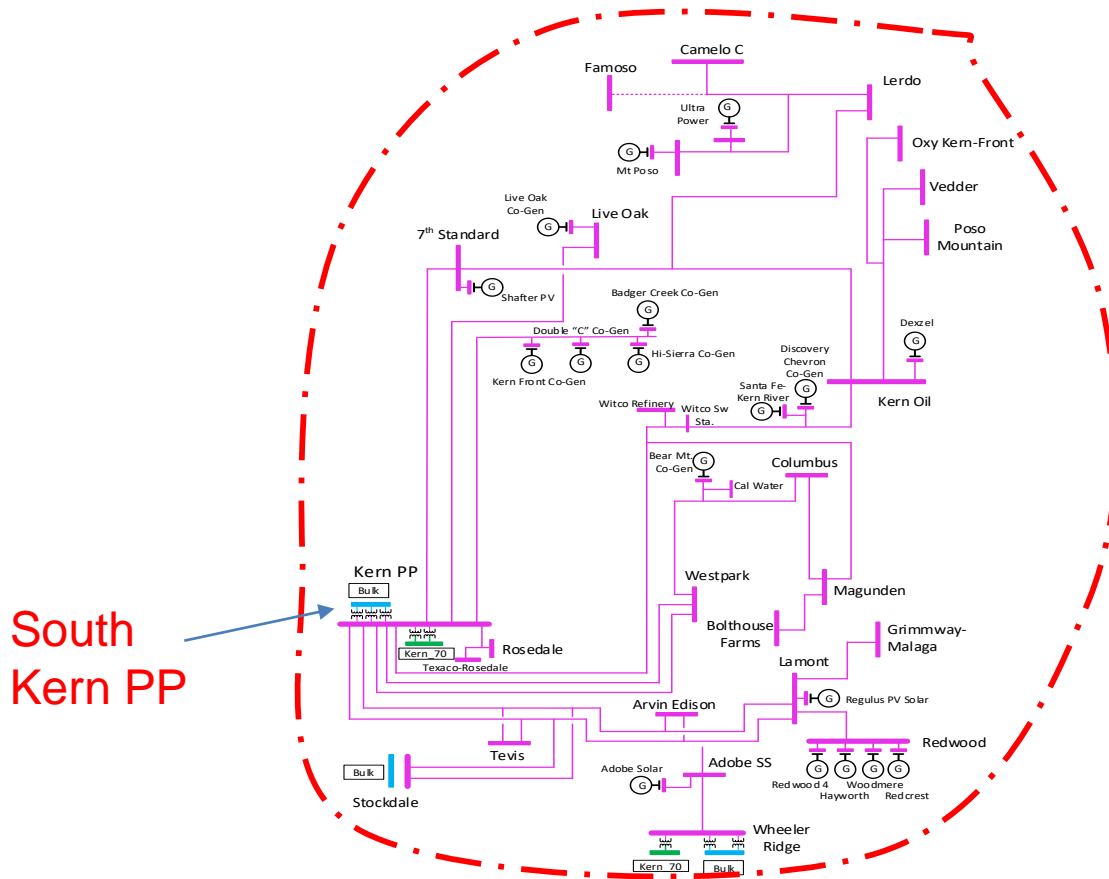 Camelo C
Famoso
Lerdo
Ultra
Power
G
Oxy Kern-Front
G
Mt Poso
Vedder
Live Oak
Co-Gen
Live Oak
G
Poso
Mountain
7th Standard
G
Shafter PV
Badger Creek Co-Gen
G
Double "C" Co-Gen
Dexzel
G
G
G
G
Hi-Sierra Co-Gen
Kern Front Co-Gen
Discovery
Chevron
Co-Gen
Santa Fe-
Kern River
G
G
Kern Oil
Witco Refinery
Witco Sw
Sta.
Bear Mt.
Co-Gen
G
Columbus
Cal Water
Kern PP
Bulk
Westpark
Magunden
South
Kern PP
Bolthouse
Farms
Grimmway-
Malaga
Rosedale
Kern_70
Texaco-Rosedale
Lamont
G
Regulus PV Solar
Arvin Edison
Redwood
Tevis
G
G
G
G
Redwood 4
Woodmere
Hayworth
Redcrest
Adobe SS
Adobe Solar
G
Bulk
Stockdale
Wheeler
Ridge
Kern_70
Bulk